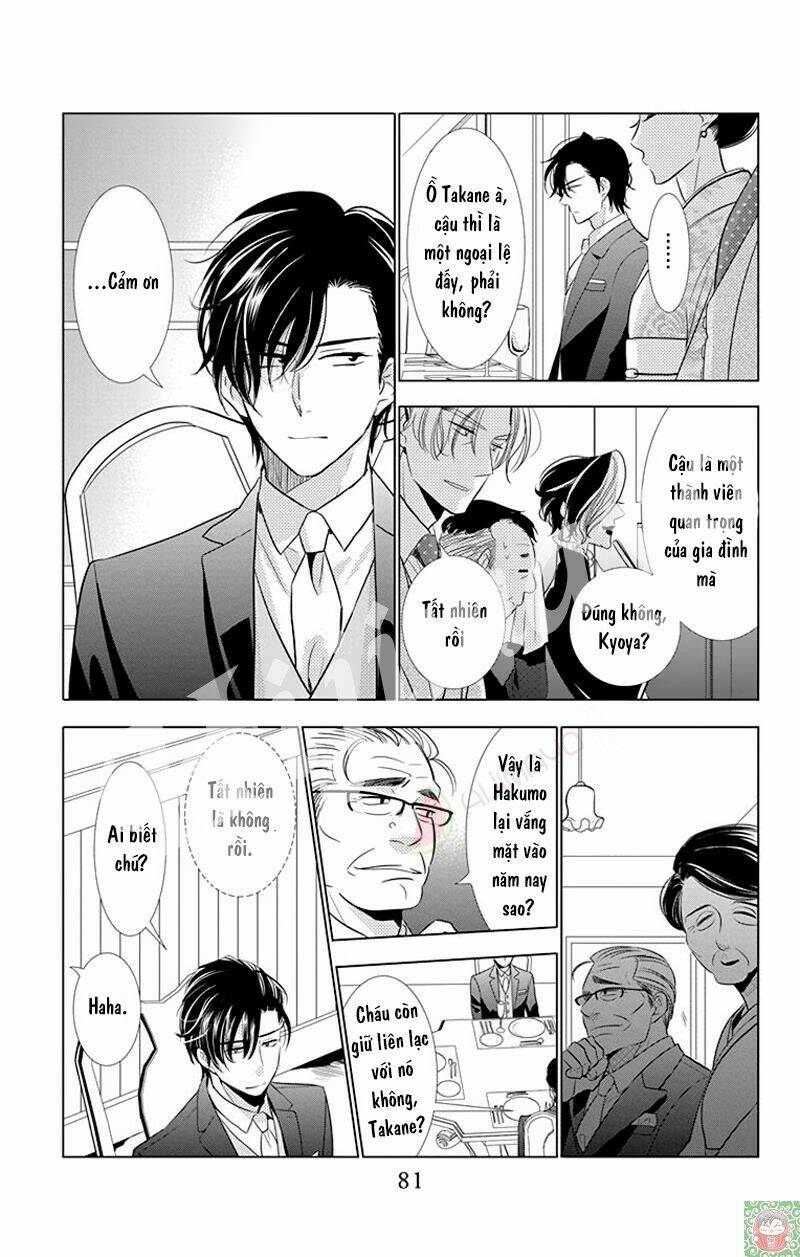 Ồ Takane à,
cậu thì là
một ngoại lệ
đấy, phải
không?
......
...Cảm ơn
Cậu là một
thành viên
quan trọng
của gia đình
mà
Đúng không,
Kyoya?
Tất nhiên
rồi
Vậy là
Hakumo
lại vắng
mặt vào
năm nay
sao?
Cháu còn
giữ liên lạc
với nó
không,
Takane?
Tất nhiên
là không
rồi.
Ai biết
chứ?
Haha.
81